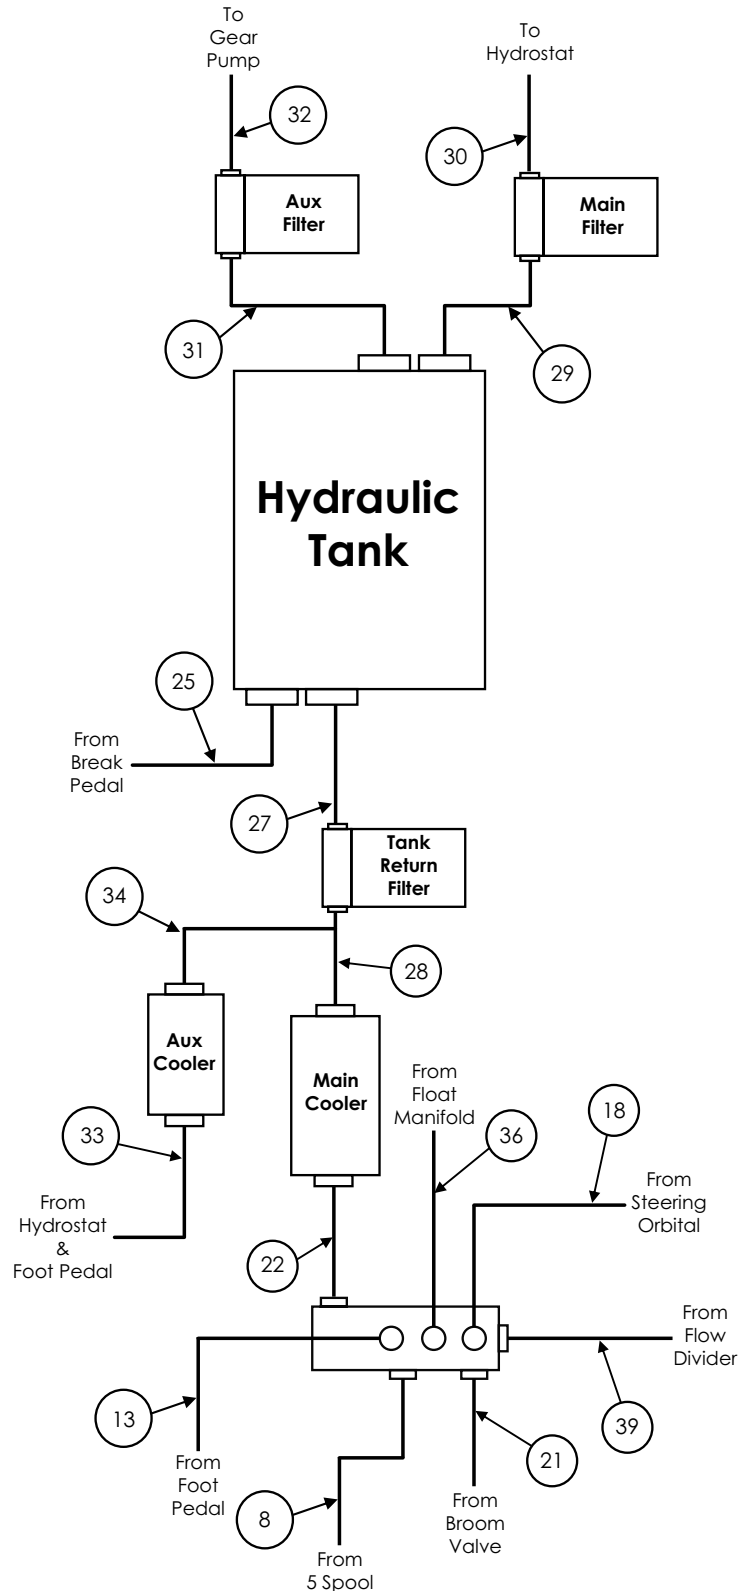 To
Gear
Pump
To
Hydrostat
32
30
Aux
Filter
Main
Filter
31
29
Hydraulic
Tank
25
From
Break
Pedal
27
Tank
Return
Filter
34
28
Aux
Cooler
Main
Cooler
From
Float
Manifold
33
36
18
From
Hydrostat
&
Foot Pedal
From
Steering
Orbital
22
From
Flow
Divider
13
39
21
From
Foot
Pedal
8
From
Broom
Valve
From
5 Spool